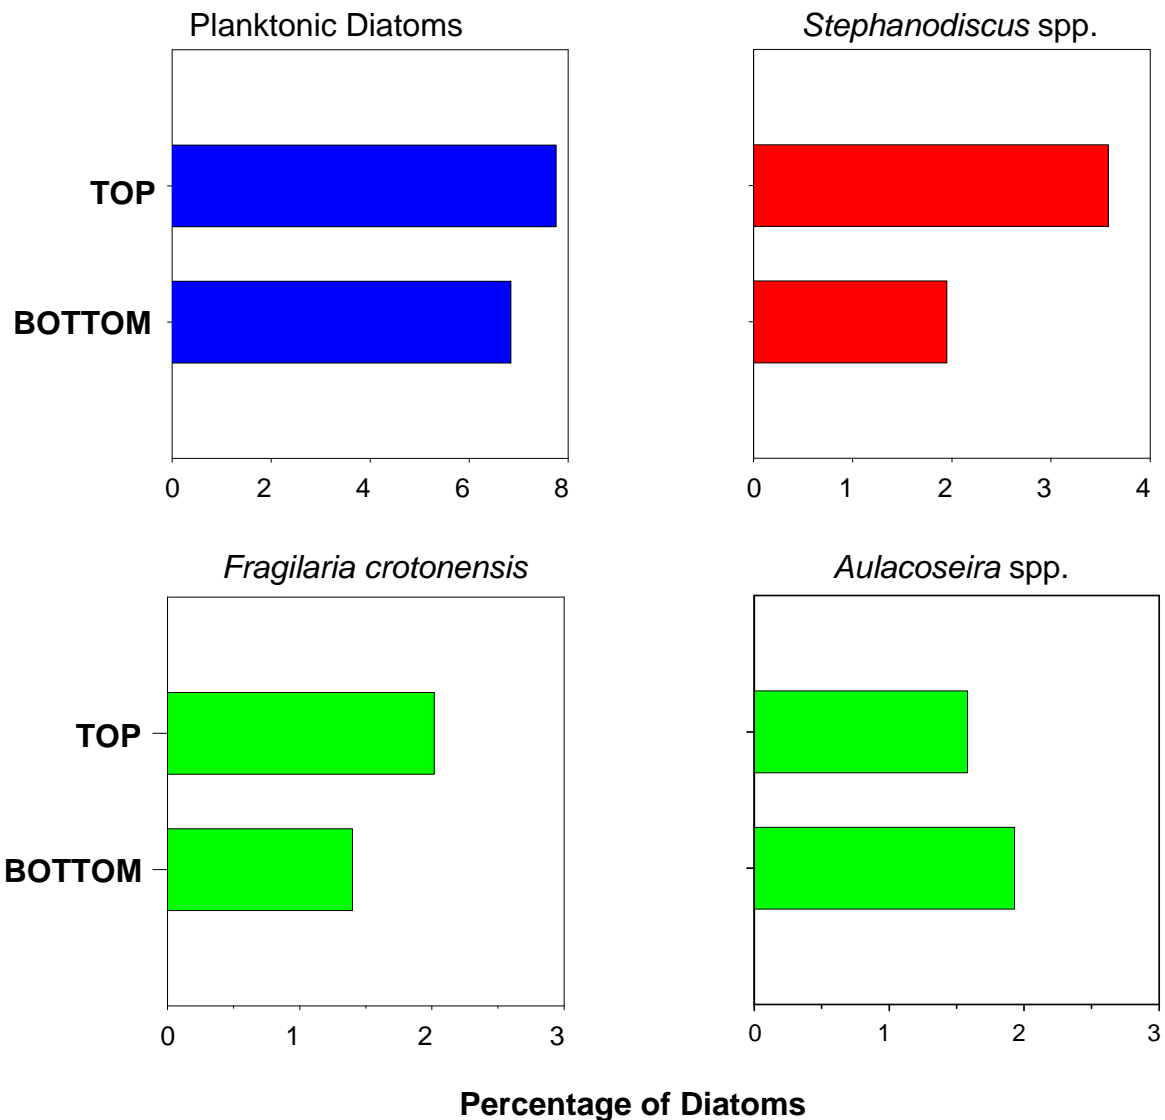 Planktonic Diatoms
Stephanodiscus spp.
TOP
BOTTOM
0 2 4 6 8
0 1 2 3 4
Fragilaria crotonensis
Aulacoseira spp.
TOP
BOTTOM
0 1 2 3
0 1 2 3
Percentage of Diatoms